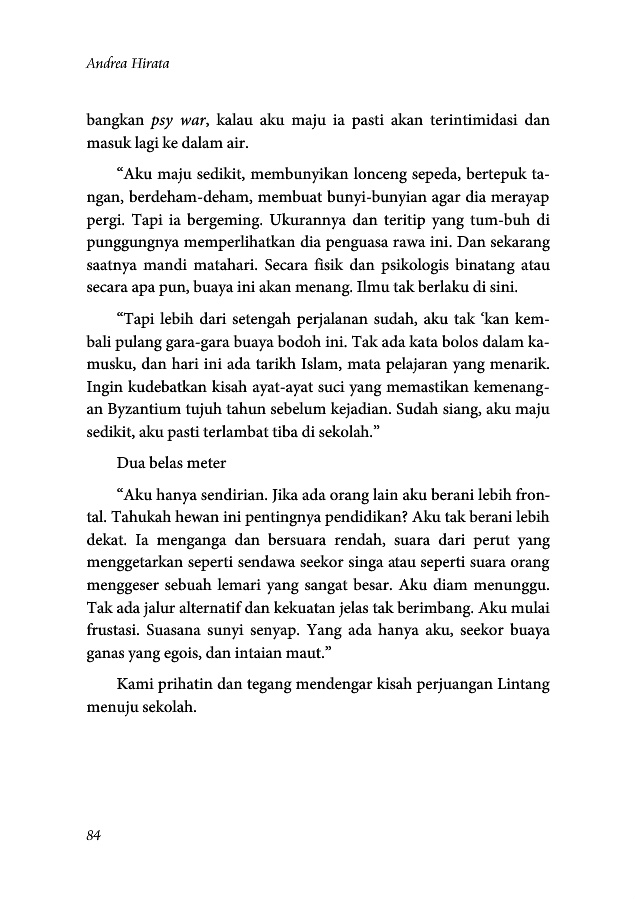 Andrea Hirata
bangkan psy war, kalau aku maju ia pasti akan terintimidasi dan
masuk lagi ke dalam air.
“Aku maju sedikit, membunyikan lonceng sepeda, bertepuk ta-
ngan, berdeham-deham, membuat bunyi-bunyian agar dia merayap
pergi. Tapi ia bergeming. Ukurannya dan teritip yang tum-buh di
punggungnya memperlihatkan dia penguasa rawa ini. Dan sekarang
saatnya mandi matahari. Secara fisik dan psikologis binatang atau
secara apa pun, buaya ini akan menang. Ilmu tak berlaku di sini.
“Tapi lebih dari setengah perjalanan sudah, aku tak ‘kan kem-
bali pulang gara-gara buaya bodoh ini. Tak ada kata bolos dalam ka-
musku, dan hari ini ada tarikh Islam, mata pelajaran yang menarik.
Ingin kudebatkan kisah ayat-ayat suci yang memastikan kemenang-
an Byzantium tujuh tahun sebelum kejadian. Sudah siang, aku maju
sedikit, aku pasti terlambat tiba di sekolah.”
Dua belas meter
“Aku hanya sendirian. Jika ada orang lain aku berani lebih fron-
tal. Tahukah hewan ini pentingnya pendidikan? Aku tak berani lebih
dekat. Ia menganga dan bersuara rendah, suara dari perut yang
menggetarkan seperti sendawa seekor singa atau seperti suara orang
menggeser sebuah lemari yang sangat besar. Aku diam menunggu.
Tak ada jalur alternatif dan kekuatan jelas tak berimbang. Aku mulai
frustasi. Suasana sunyi senyap. Yang ada hanya aku, seekor buaya
ganas yang egois, dan intaian maut.”
Kami prihatin dan tegang mendengar kisah perjuangan Lintang
menuju sekolah.
84